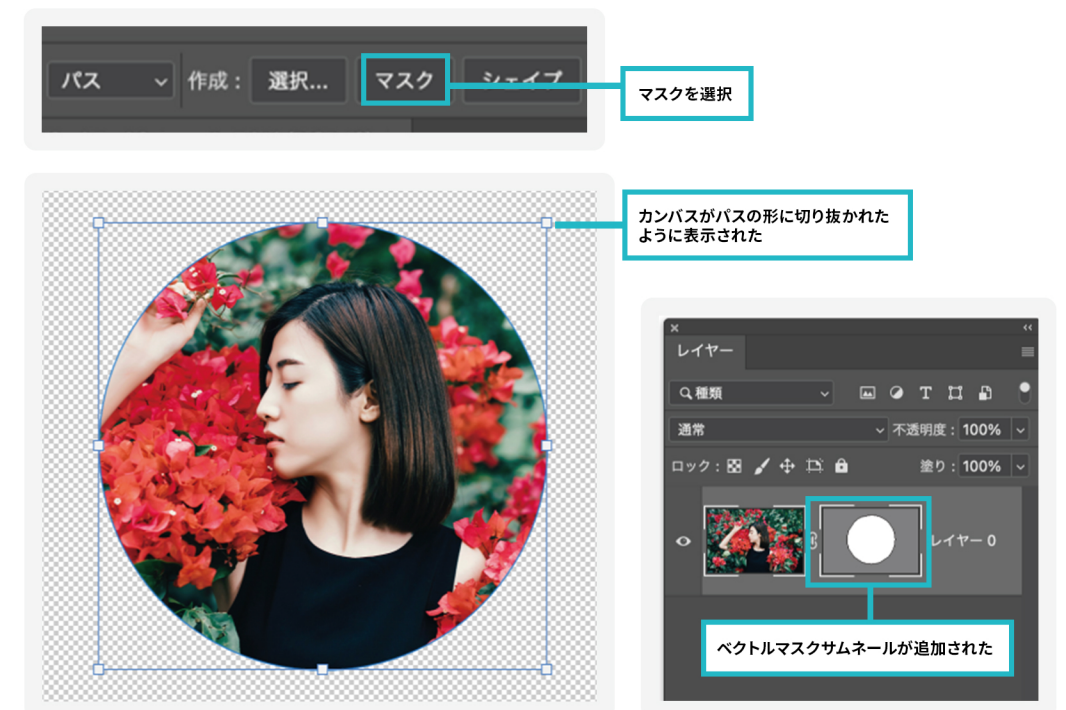 パス
作成：
選択...
マスク
シェイプ
マスクを選択
カンバスがパスの形に切り抜かれた
ように表示された
レイヤー
種類
通常
不透明度：
100%
ロック：
塗り：
100%
レイヤー 0
ベクトルマスクサムネールが追加された